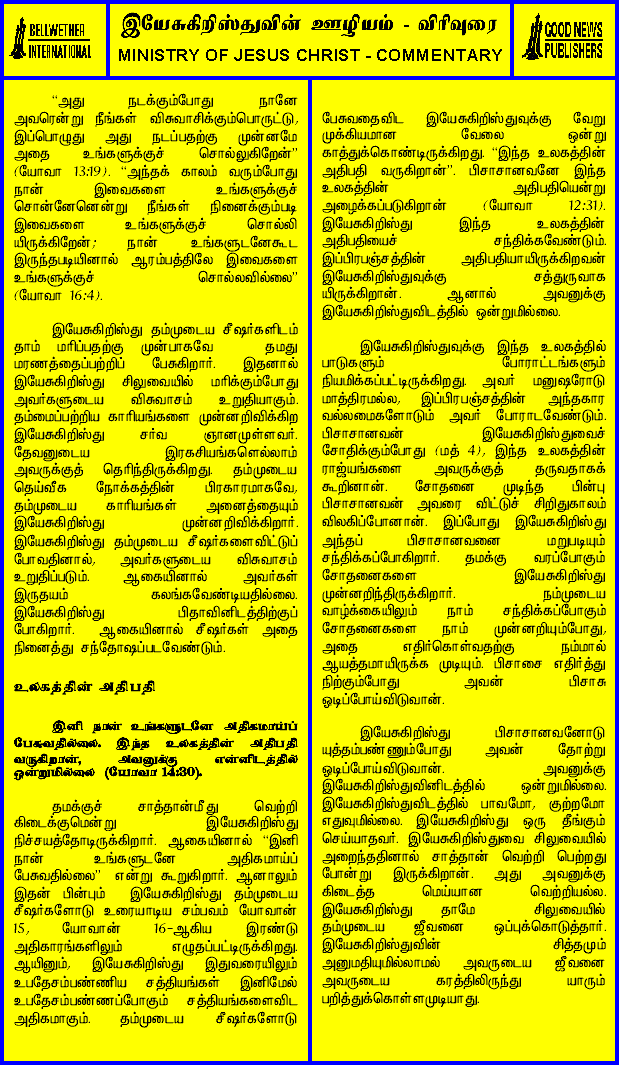 BELLWETHER
INTERNATIONAL
இயேசுகிறிஸ்துவின் ஊழியம் - விரிவுரை
MINISTRY OF JESUS CHRIST - COMMENTARY
GOOD NEWS
PUBLISHERS
“அது நடக்கும்போது நானே
அவரென்று நீங்கள் விசுவாசிக்கும்பொருட்டு,
இப்பொழுது அது நடப்பதற்கு முன்னமே
அதை உங்களுக்குச் சொல்லுகிறேன்”
(யோவா 13:19). “அந்தக் காலம் வரும்போது
நான் இவைகளை உங்களுக்குச்
சொன்னேனென்று நீங்கள் நினைக்கும்படி
இவைகளை உங்களுக்குச் சொல்லி
யிருக்கிறேன்; நான் உங்களுடனேகூட
இருந்தபடியினால் ஆரம்பத்திலே இவைகளை
உங்களுக்குச் சொல்லவில்லை”
(யோவா 16:4).
இயேசுகிறிஸ்து தம்முடைய சீஷர்களிடம்
தாம் மரிப்பதற்கு முன்பாகவே தமது
மரணத்தைப்பற்றிப் பேசுகிறார். இதனால்
இயேசுகிறிஸ்து சிலுவையில் மரிக்கும்போது
அவர்களுடைய விசுவாசம் உறுதியாகும்.
தம்மைப்பற்றிய காரியங்களை முன்னறிவிக்கிற
இயேசுகிறிஸ்து சர்வ ஞானமுள்ளவர்.
தேவனுடைய இரகசியங்களெல்லாம்
அவருக்குத் தெரிந்திருக்கிறது. தம்முடைய
தெய்வீக நோக்கத்தின் பிரகாரமாகவே,
தம்முடைய காரியங்கள் அனைத்தையும்
இயேசுகிறிஸ்து முன்னறிவிக்கிறார்.
இயேசுகிறிஸ்து தம்முடைய சீஷர்களைவிட்டுப்
போவதினால், அவர்களுடைய விசுவாசம்
உறுதிப்படும். ஆகையினால் அவர்கள்
இருதயம் கலங்கவேண்டியதில்லை.
இயேசுகிறிஸ்து பிதாவினிடத்திற்குப்
போகிறார். ஆகையினால் சீஷர்கள் அதை
நினைத்து சந்தோஷப்படவேண்டும்.
உலகத்தின் அதிபதி
இனி நான் உங்களுடனே அதிகமாய்ப்
பேசுவதில்லை. இந்த உலகத்தின் அதிபதி
வருகிறான், அவனுக்கு என்னிடத்தில்
ஒன்றுமில்லை (யோவா 14:30).
தமக்குச் சாத்தான்மீது வெற்றி
கிடைக்குமென்று இயேசுகிறிஸ்து
நிச்சயத்தோடிருக்கிறார். ஆகையினால் “இனி
நான் உங்களுடனே அதிகமாய்ப்
பேசுவதில்லை” என்று கூறுகிறார். ஆனாலும்
இதன் பின்பும் இயேசுகிறிஸ்து தம்முடைய
சீஷர்களோடு உரையாடிய சம்பவம் யோவான்
15, யோவான் 16-ஆகிய இரண்டு
அதிகாரங்களிலும் எழுதப்பட்டிருக்கிறது.
ஆயினும், இயேசுகிறிஸ்து இதுவரையிலும்
உபதேசம்பண்ணிய சத்தியங்கள் இனிமேல்
உபதேசம்பண்ணப்போகும் சத்தியங்களைவிட
அதிகமாகும். தம்முடைய சீஷர்களோடு
பேசுவதைவிட இயேசுகிறிஸ்துவுக்கு வேறு
முக்கியமான வேலை ஒன்று
காத்துக்கொண்டிருக்கிறது. “இந்த உலகத்தின்
அதிபதி வருகிறான்”. பிசாசானவனே இந்த
உலகத்தின் அதிபதியென்று
அழைக்கப்படுகிறான் (யோவா 12:31).
இயேசுகிறிஸ்து இந்த உலகத்தின்
அதிபதியைச் சந்திக்கவேண்டும்.
இப்பிரபஞ்சத்தின் அதிபதியாயிருக்கிறவன்
இயேசுகிறிஸ்துவுக்கு சத்துருவாக
யிருக்கிறான். ஆனால் அவனுக்கு
இயேசுகிறிஸ்துவிடத்தில் ஒன்றுமில்லை.
இயேசுகிறிஸ்துவுக்கு இந்த உலகத்தில்
பாடுகளும் போராட்டங்களும்
நியமிக்கப்பட்டிருக்கிறது. அவர் மனுஷரோடு
மாத்திரமல்ல, இப்பிரபஞ்சத்தின் அந்தகார
வல்லமைகளோடும் அவர் போராடவேண்டும்.
பிசாசானவன் இயேசுகிறிஸ்துவைச்
சோதிக்கும்போது (மத் 4), இந்த உலகத்தின்
ராஜ்யங்களை அவருக்குத் தருவதாகக்
கூறினான். சோதனை முடிந்த பின்பு
பிசாசானவன் அவரை விட்டுச் சிறிதுகாலம்
விலகிப்போனான். இப்போது இயேசுகிறிஸ்து
அந்தப் பிசாசானவனை மறுபடியும்
சந்திக்கப்போகிறார். தமக்கு வரப்போகும்
சோதனைகளை இயேசுகிறிஸ்து
முன்னறிந்திருக்கிறார். நம்முடைய
வாழ்க்கையிலும் நாம் சந்திக்கப்போகும்
சோதனைகளை நாம் முன்னறியும்போது,
அதை எதிர்கொள்வதற்கு நம்மால்
ஆயத்தமாயிருக்க முடியும். பிசாசை எதிர்த்து
நிற்கும்போது அவன் பிசாசு
ஓடிப்போய்விடுவான்.
இயேசுகிறிஸ்து பிசாசானவனோடு
யுத்தம்பண்ணும்போது அவன் தோற்று
ஓடிப்போய்விடுவான். அவனுக்கு
இயேசுகிறிஸ்துவினிடத்தில் ஒன்றுமில்லை.
இயேசுகிறிஸ்துவிடத்தில் பாவமோ, குற்றமோ
எதுவுமில்லை. இயேசுகிறிஸ்து ஒரு தீங்கும்
செய்யாதவர். இயேசுகிறிஸ்துவை சிலுவையில்
அறைந்ததினால் சாத்தான் வெற்றி பெற்றது
போன்று இருக்கிறான். அது அவனுக்கு
கிடைத்த மெய்யான வெற்றியல்ல.
இயேசுகிறிஸ்து தாமே சிலுவையில்
தம்முடைய ஜீவனை ஒப்புக்கொடுத்தார்.
இயேசுகிறிஸ்துவின் சித்தமும்
அனுமதியுமில்லாமல் அவருடைய ஜீவனை
அவருடைய கரத்திலிருந்து யாரும்
பறித்துக்கொள்ளமுடியாது.